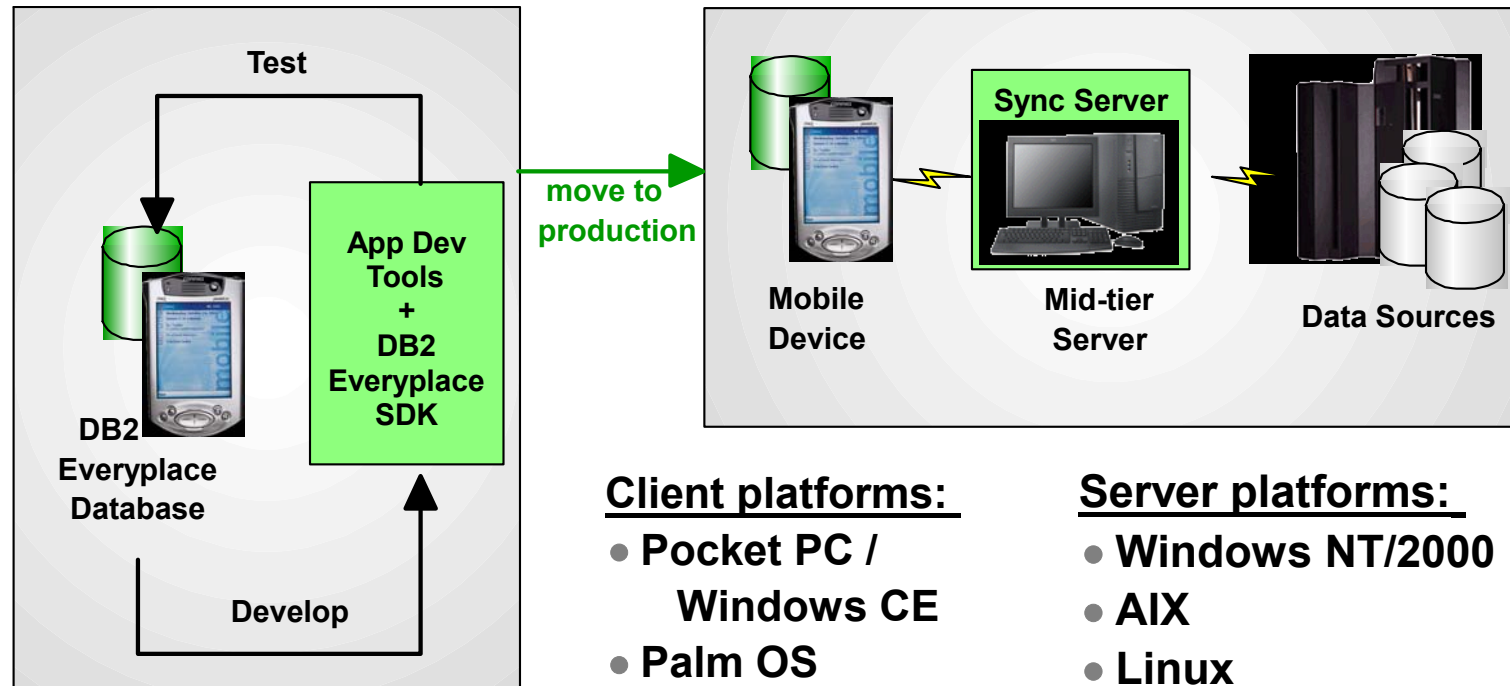 Test
App Dev
Tools
+
DB2
Everyplace
SDK
DB2
Everyplace
Database
Develop
move to
production
Sync Server
Mobile
Device
Mid-tier
Server
Data Sources
Client platforms:
● Pocket PC /
Windows CE
● Palm OS
Server platforms:
● Windows NT/2000
● AIX
● Linux
mobile
mobile